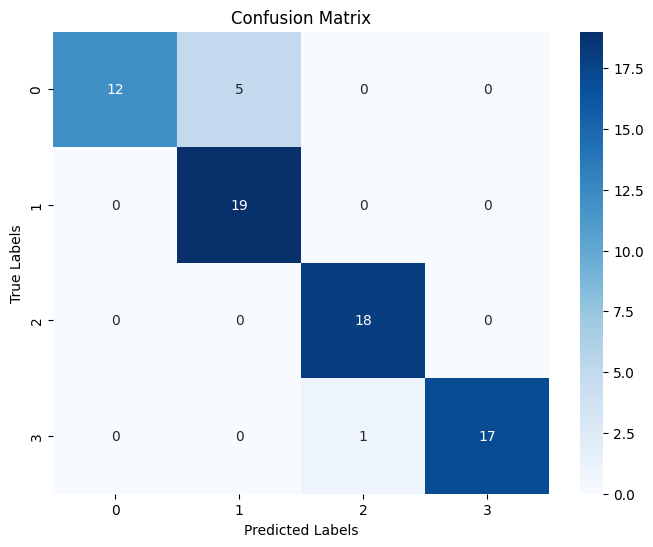 Confusion Matrix
True Labels
0 12 5 0 0
1 0 19 0 0
2 0 0 18 0
3 0 0 1 17
0 1 2 3
Predicted Labels
17.5
15.0
12.5
10.0
7.5
5.0
2.5
0.0